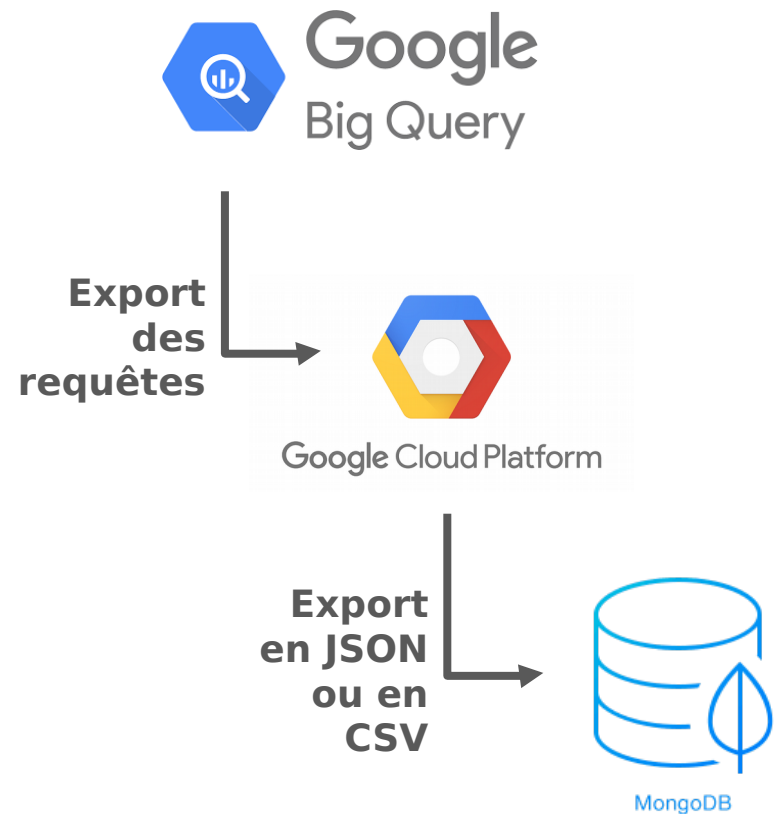 Google
Big Query
Export
des
requêtes
Google Cloud Platform
Export
en JSON
ou en
CSV
MongoDB